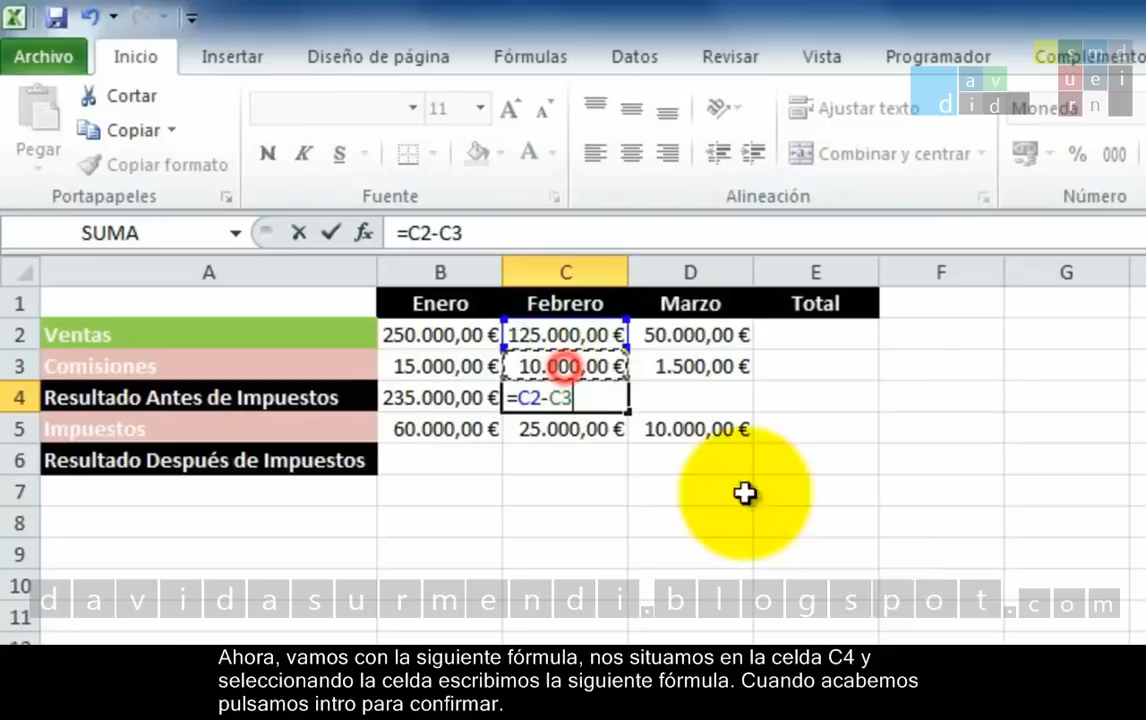 Archivo Inicio Insertar Diseño de página Fórmulas Datos Revisar Vista Programador Complemento
Pegar
Cortar
Copiar
Copiar formato
11
N K S A
Ajustar texto
Combinar y centrar
Moneda
% 000
david
asurmendi
Portapapeles Fuente Alineación Número
SUMA fx =C2-C3
A B C D E F G
1 Enero Febrero Marzo Total
2 Ventas 250.000,00 € 125.000,00 € 50.000,00 €
3 Comisiones 15.000,00 € 10.000,00 € 1.500,00 €
4 Resultado Antes de Impuestos 235.000,00 € =C2-C3
5 Impuestos 60.000,00 € 25.000,00 € 10.000,00 €
6 Resultado Después de Impuestos
7
8
9
10
11
davidasurmendi.blogspot.com
Ahora, vamos con la siguiente fórmula, nos situamos en la celda C4 y
seleccionando la celda escribimos la siguiente fórmula. Cuando acabemos
pulsamos intro para confirmar.